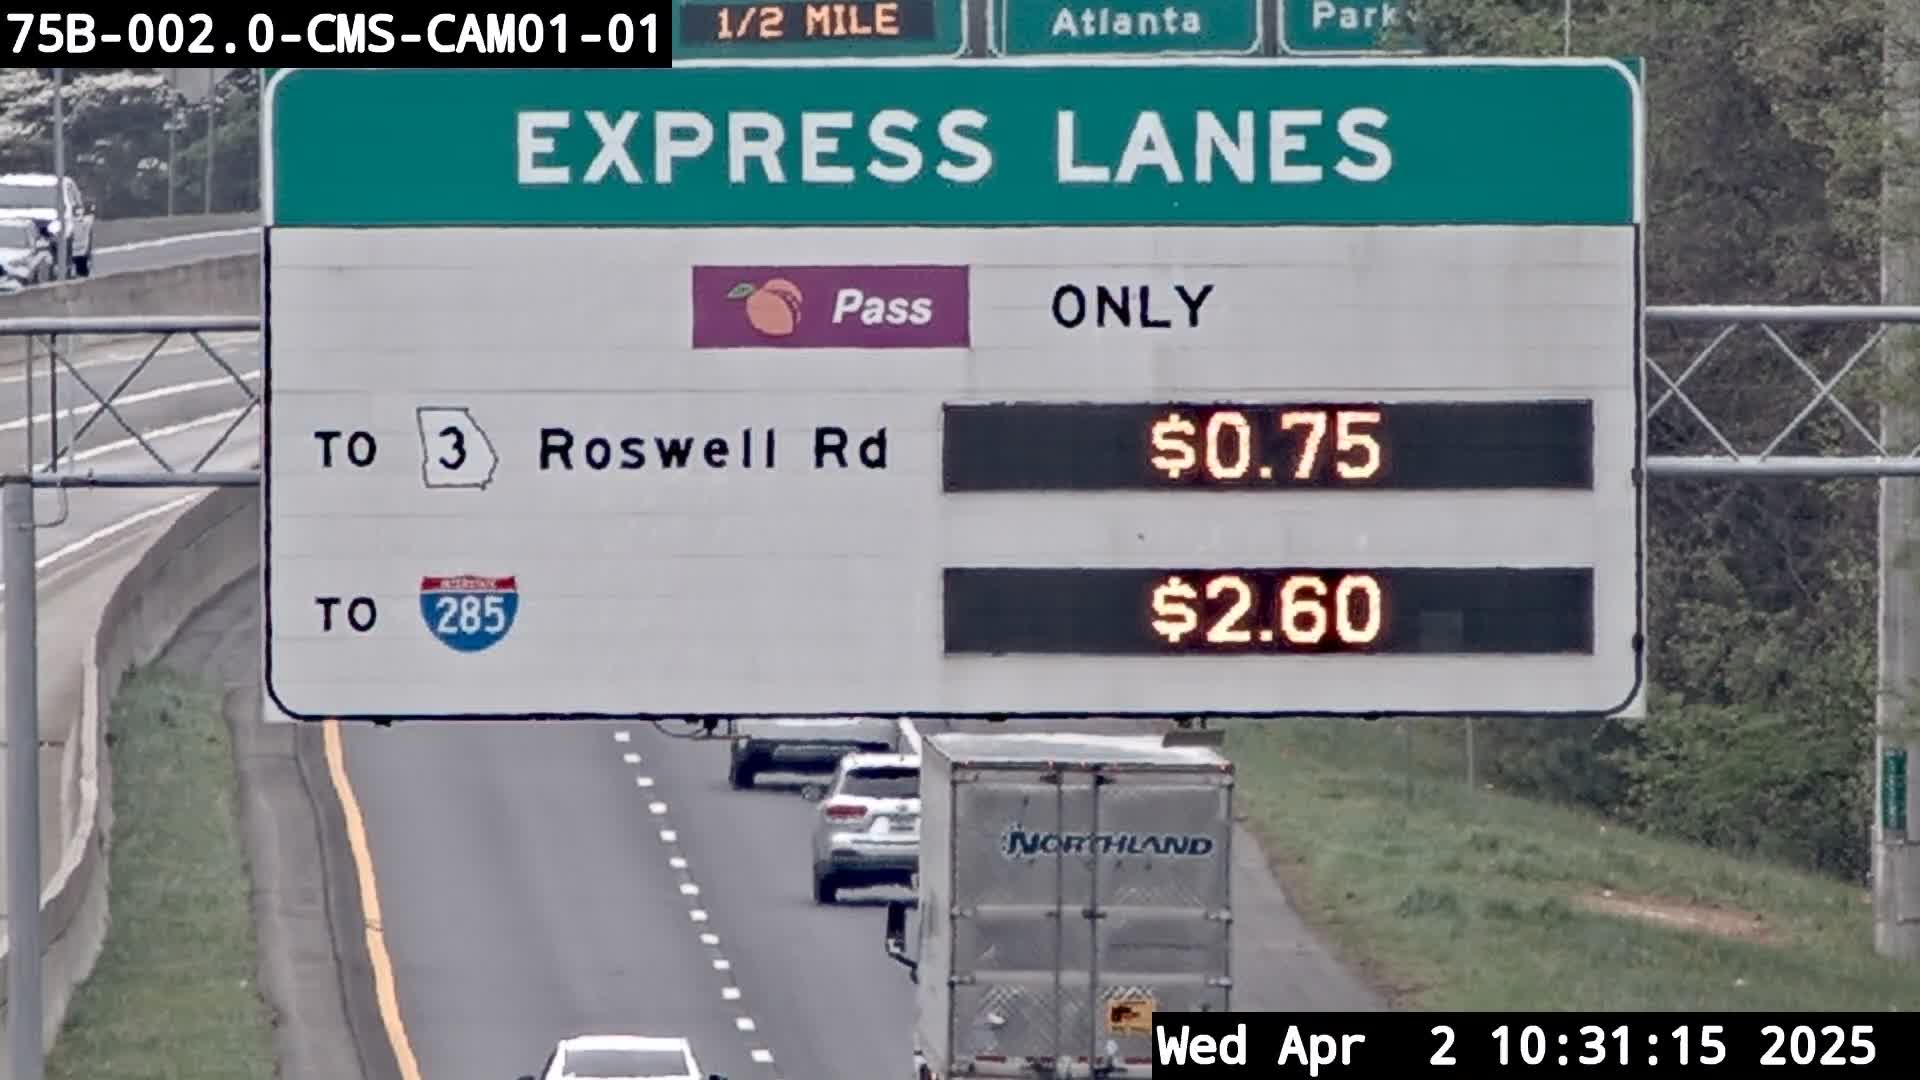 75B-002.0-CMS-CAM01-01
1/2 MILE
Atlanta
Park
EXPRESS LANES
Pass ONLY
TO 3 Roswell Rd $0.75
TO INTERSTATE 285 $2.60
NORTHLAND
Wed Apr 2 10:31:15 2025